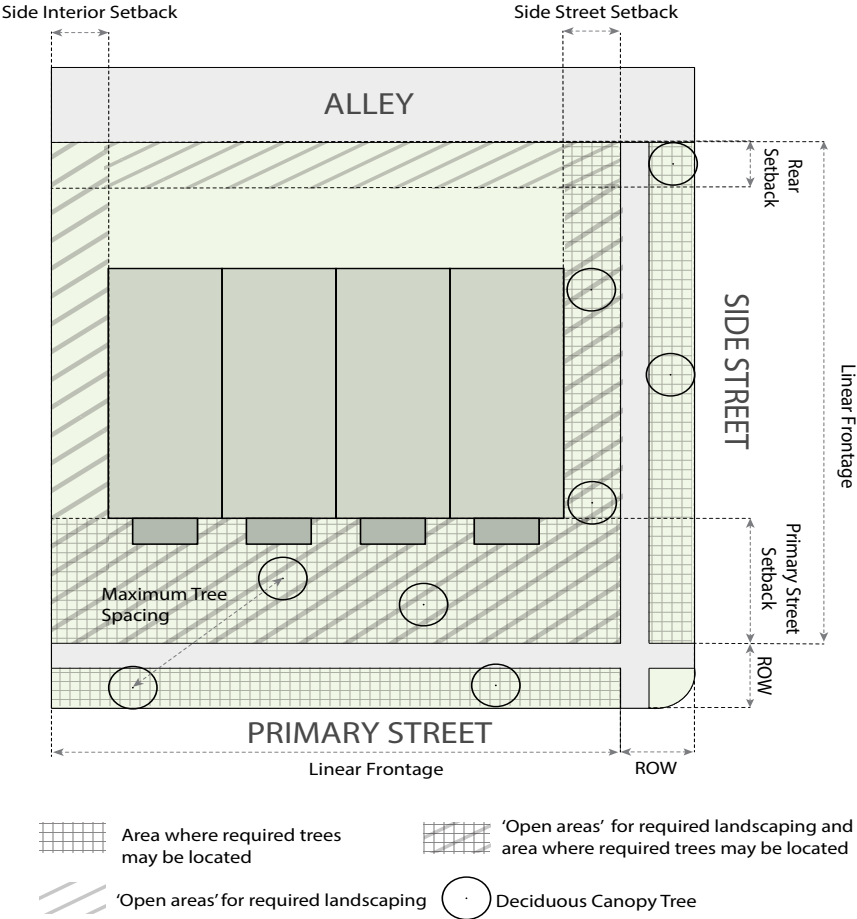 Side Interior Setback
Side Street Setback
ALLEY
Rear
Setback
SIDE STREET
Linear Frontage
Primary Street
Setback
Maximum Tree
Spacing
ROW
PRIMARY STREET
Linear Frontage
ROW
Area where required trees
may be located
'Open areas' for required landscaping and
area where required trees may be located
'Open areas' for required landscaping
Deciduous Canopy Tree